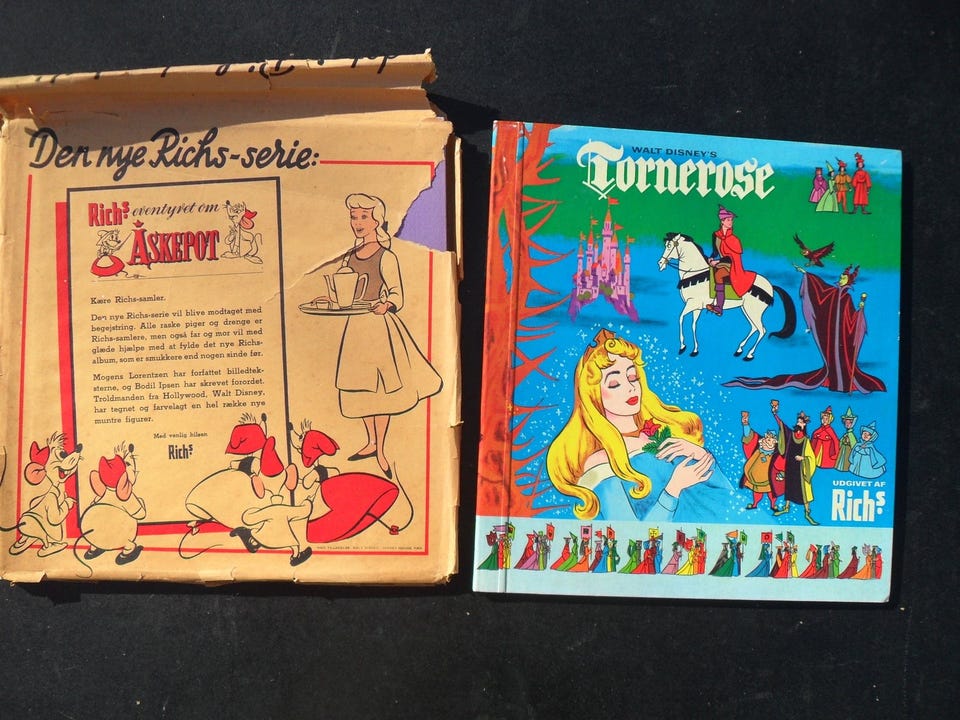 Den nye Richs-serie:
Richs eventyret om
ASKEPOT
Kære Richs-samler.
Den nye Richs-serie vil blive modtaget med
begejstring. Alle raske piger og drenge er
Richs-samlere, men også far og mor vil med
glæde hjælpe med at fylde det nye Richs-
album, som er smukkere end nogen sinde før.
Mogens Lorentzen har forfattet billedtek-
sterne, og Bodil Ipsen har skrevet forordet.
Troldmanden fra Hollywood, Walt Disney,
har tegnet og farvelagt en hel række nye
muntre figurer.
Med venlig hilsen
Richs
WALT DISNEY'S
Tornerose
UDGIVET AF
Richs